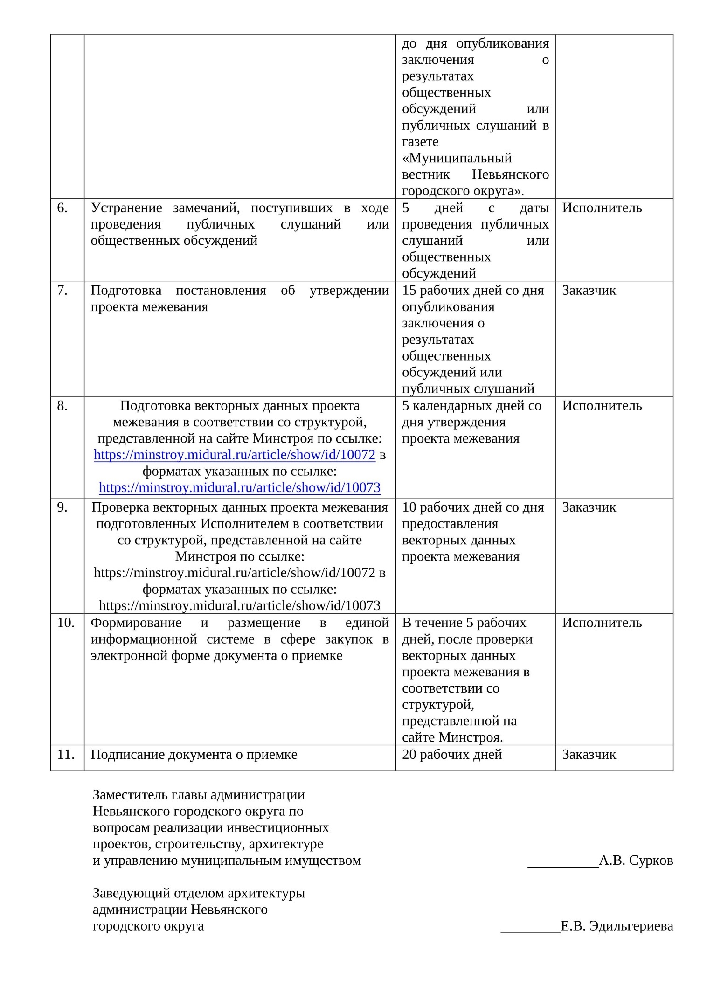 до дня опубликования
заключения о
результатах
общественных
обсуждений или
публичных слушаний в
газете
«Муниципальный
вестник Невьянского
городского округа».
6.
Устранение замечаний, поступивших в ходе
проведения публичных слушаний или
общественных обсуждений
5 дней с даты
проведения публичных
слушаний или
общественных
обсуждений
Исполнитель
7.
Подготовка постановления об утверждении
проекта межевания
15 рабочих дней со дня
опубликования
заключения о
результатах
общественных
обсуждений или
публичных слушаний
Заказчик
8.
Подготовка векторных данных проекта
межевания в соответствии со структурой,
представленной на сайте Минстроя по ссылке:
https://minstroy.midural.ru/article/show/id/10072 в
форматах указанных по ссылке:
https://minstroy.midural.ru/article/show/id/10073
5 календарных дней со
дня утверждения
проекта межевания
Исполнитель
9.
Проверка векторных данных проекта межевания
подготовленных Исполнителем в соответствии
со структурой, представленной на сайте
Минстроя по ссылке:
https://minstroy.midural.ru/article/show/id/10072 в
форматах указанных по ссылке:
https://minstroy.midural.ru/article/show/id/10073
10 рабочих дней со дня
предоставления
векторных данных
проекта межевания
Заказчик
10.
Формирование и размещение в единой
информационной системе в сфере закупок в
электронной форме документа о приемке
В течение 5 рабочих
дней, после проверки
векторных данных
проекта межевания в
соответствии со
структурой,
представленной на
сайте Минстроя.
Исполнитель
11.
Подписание документа о приемке
20 рабочих дней
Заказчик
Заместитель главы администрации
Невьянского городского округа по
вопросам реализации инвестиционных
проектов, строительству, архитектуре
и управлению муниципальным имуществом __________А.В. Сурков
Заведующий отделом архитектуры
администрации Невьянского
городского округа _________Е.В. Эдильгериева